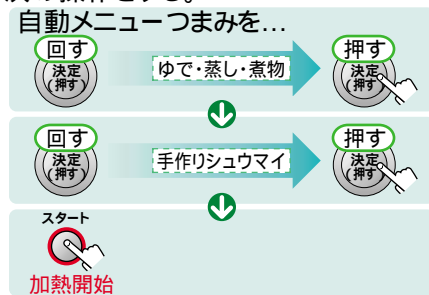 自動メニューつまみを…
回す
決定
(押す)
ゆで・蒸し・煮物
押す
決定
(押す)
回す
決定
(押す)
手作りシュウマイ
押す
決定
(押す)
スタート
加熱開始